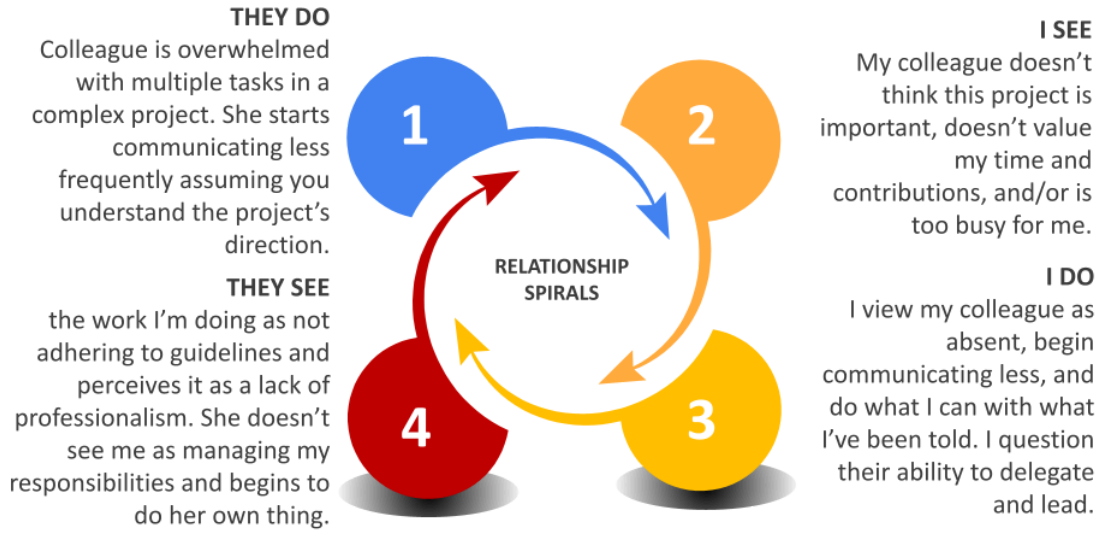 THEY DO
Colleague is overwhelmed
with multiple tasks in a
complex project. She starts
communicating less
frequently assuming you
understand the project’s
direction.
1
2
I SEE
My colleague doesn’t
think this project is
important, doesn’t value
my time and
contributions, and/or is
too busy for me.
RELATIONSHIP
SPIRALS
I DO
I view my colleague as
absent, begin
communicating less, and
do what I can with what
I’ve been told. I question
their ability to delegate
and lead.
3
4
THEY SEE
the work I’m doing as not
adhering to guidelines and
perceives it as a lack of
professionalism. She doesn’t
see me as managing my
responsibilities and begins to
do her own thing.